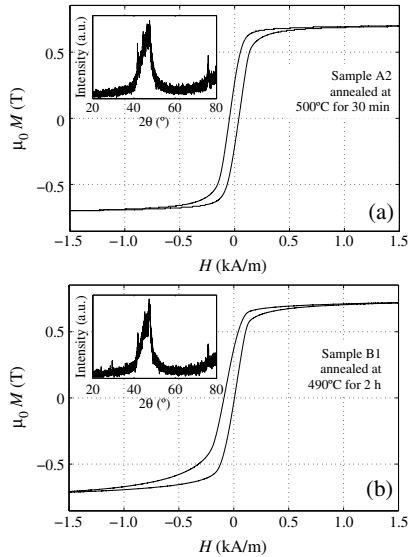 (a)
Sample A2
annealed at
500ºC for 30 min
μ₀ M (T)
0.5
0
−0.5
−1.5 −1.0 −0.5 0 0.5 1.0 1.5
H (kA/m)
Intensity (a.u.)
20 40 60 80
2θ (º)
(b)
Sample B1
annealed at
490ºC for 2 h
μ₀ M (T)
0.5
0
−0.5
−1.5 −1.0 −0.5 0 0.5 1.0 1.5
H (kA/m)
Intensity (a.u.)
20 40 60 80
2θ (º)